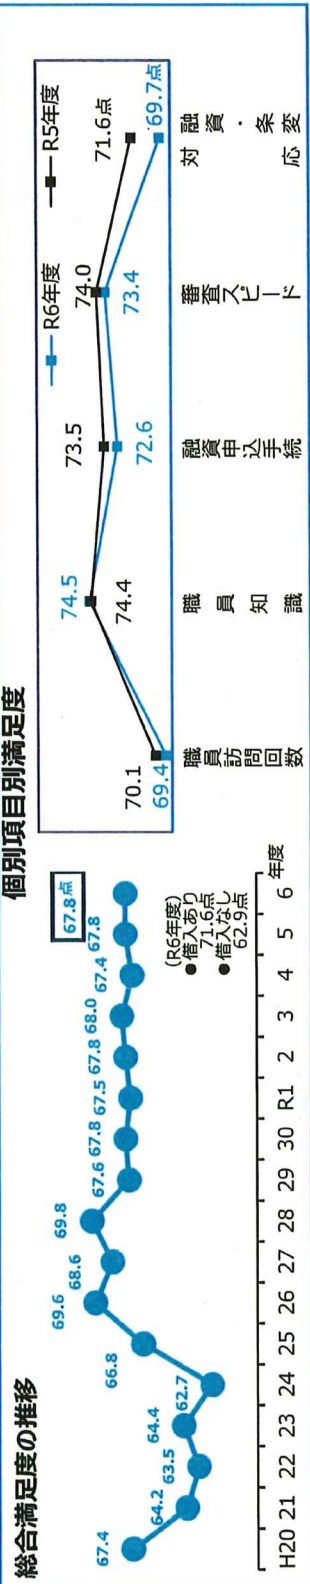 総合満足度の推移
67.4
64.2
63.5
64.4
62.7
66.8
69.6
68.6
69.8
67.6
67.8
67.5
67.8
68.0
67.4
67.8
67.8点
(R6年度)
●借入あり
71.6点
●借入なし
62.9点
H20 21 22 23 24 25 26 27 28 29 30 R1 2 3 4 5 6 年度
個別項目別満足度
R6年度
R5年度
70.1
69.4
74.5
74.4
73.5
72.6
74.0
73.4
71.6点
69.7点
職員訪問回数
職員知識
融資申込手続
審査スピード
融資・条変
対応